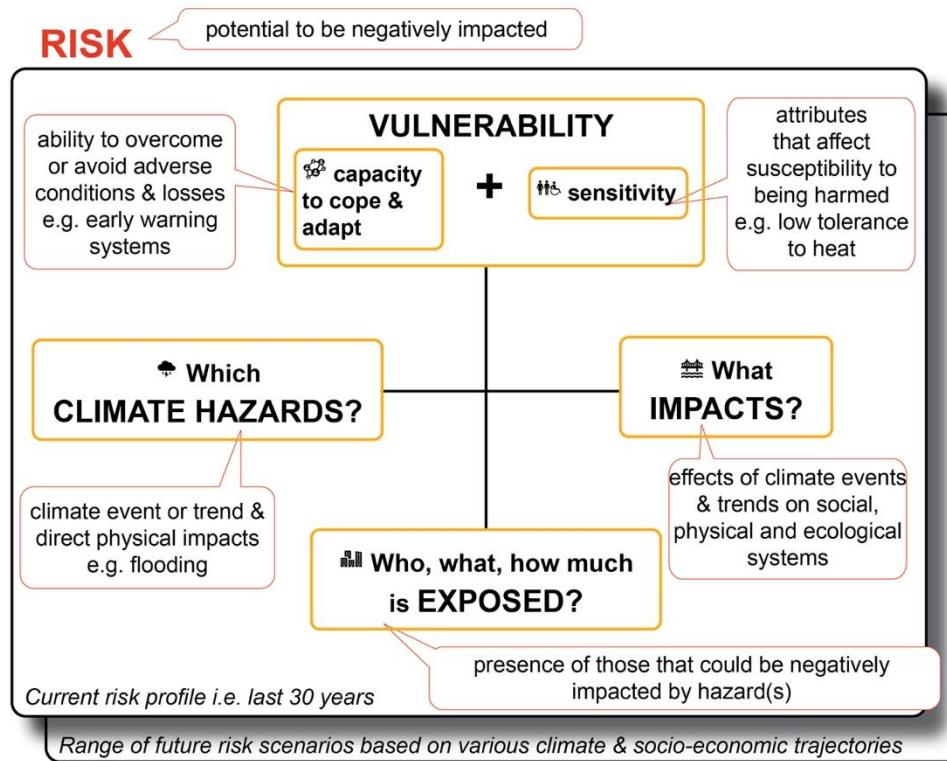 RISK
potential to be negatively impacted
VULNERABILITY
capacity
to cope &
adapt
+
sensitivity
ability to overcome
or avoid adverse
conditions & losses
e.g. early warning
systems
attributes
that affect
susceptibility to
being harmed
e.g. low tolerance
to heat
Which
CLIMATE HAZARDS?
What
IMPACTS?
climate event or trend &
direct physical impacts
e.g. flooding
effects of climate events
& trends on social,
physical and ecological
systems
Who, what, how much
is EXPOSED?
presence of those that could be negatively
impacted by hazard(s)
Current risk profile i.e. last 30 years
Range of future risk scenarios based on various climate & socio-economic trajectories